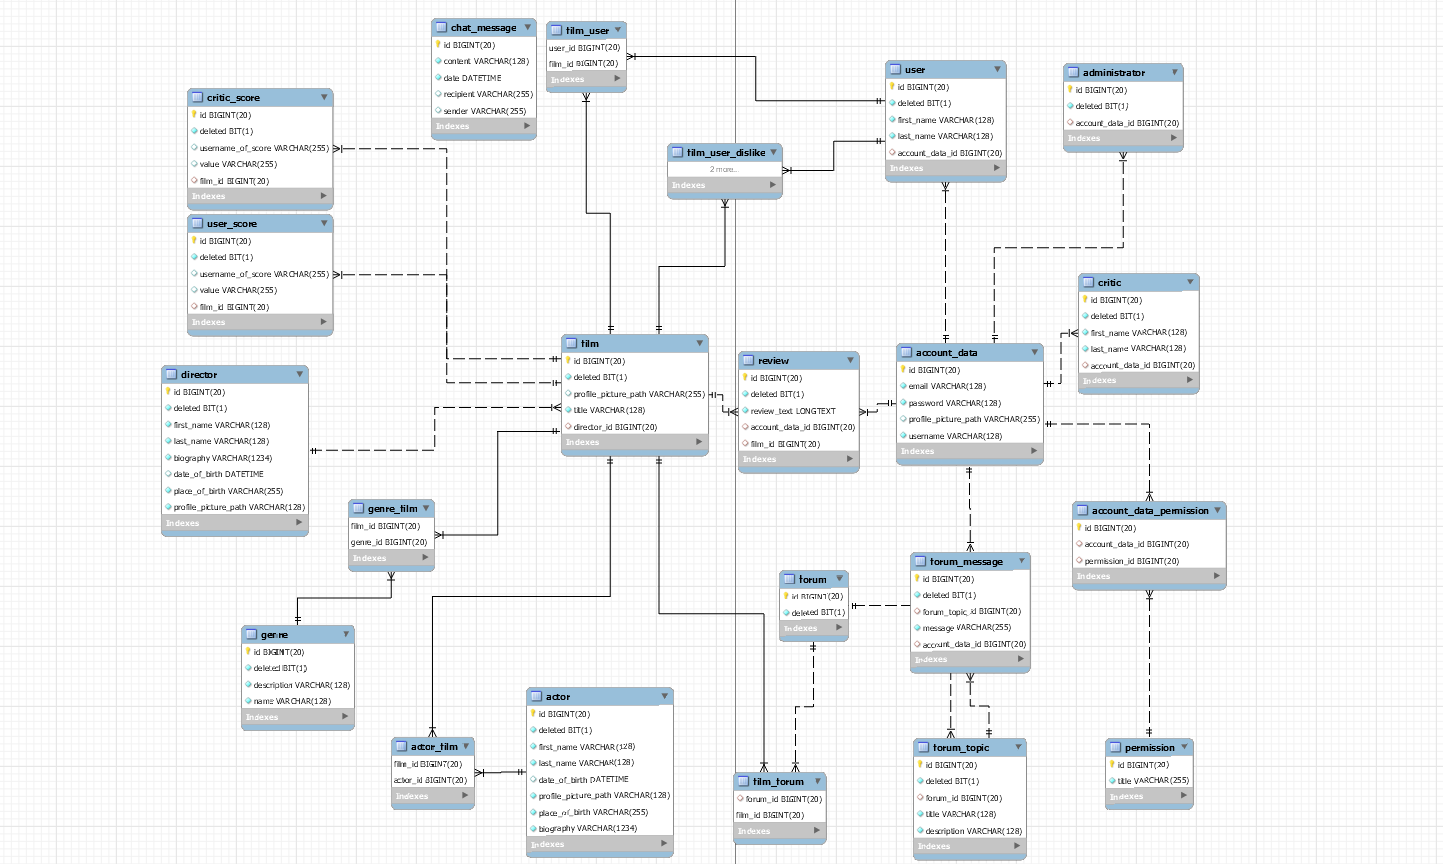 chat_message
id BIGINT(20)
content VARCHAR(128)
date DATETIME
recipient VARCHAR(255)
sender VARCHAR(255)
Indexes
film_user
user_id BIGINT(20)
film_id BIGINT(20)
Indexes
user
id BIGINT(20)
deleted BIT(1)
first_name VARCHAR(128)
last_name VARCHAR(128)
account_data_id BIGINT(20)
Indexes
administrator
id BIGINT(20)
deleted BIT(1)
account_data_id BIGINT(20)
Indexes
critic_score
id BIGINT(20)
deleted BIT(1)
username_of_score VARCHAR(255)
value VARCHAR(255)
film_id BIGINT(20)
Indexes
film_user_dislike
2 more...
Indexes
user_score
id BIGINT(20)
deleted BIT(1)
username_of_score VARCHAR(255)
value VARCHAR(255)
film_id BIGINT(20)
Indexes
critic
id BIGINT(20)
deleted BIT(1)
first_name VARCHAR(128)
last_name VARCHAR(128)
account_data_id BIGINT(20)
Indexes
film
id BIGINT(20)
deleted BIT(1)
profile_picture_path VARCHAR(255)
title VARCHAR(128)
director_id BIGINT(20)
Indexes
review
id BIGINT(20)
deleted BIT(1)
review_text LONGTEXT
account_data_id BIGINT(20)
film_id BIGINT(20)
Indexes
account_data
id BIGINT(20)
email VARCHAR(128)
password VARCHAR(128)
profile_picture_path VARCHAR(255)
username VARCHAR(128)
Indexes
director
id BIGINT(20)
deleted BIT(1)
first_name VARCHAR(128)
last_name VARCHAR(128)
biography VARCHAR(1234)
date_of_birth DATETIME
place_of_birth VARCHAR(255)
profile_picture_path VARCHAR(128)
Indexes
genre_film
film_id BIGINT(20)
genre_id BIGINT(20)
Indexes
account_data_permission
id BIGINT(20)
account_data_id BIGINT(20)
permission_id BIGINT(20)
Indexes
forum
id BIGINT(20)
deleted BIT(1)
Indexes
forum_message
id BIGINT(20)
deleted BIT(1)
forum_topic_id BIGINT(20)
message VARCHAR(255)
account_data_id BIGINT(20)
Indexes
genre
id BIGINT(20)
deleted BIT(1)
description VARCHAR(128)
name VARCHAR(128)
Indexes
actor
id BIGINT(20)
deleted BIT(1)
first_name VARCHAR(128)
last_name VARCHAR(128)
date_of_birth DATETIME
profile_picture_path VARCHAR(128)
place_of_birth VARCHAR(255)
biography VARCHAR(1234)
Indexes
actor_film
film_id BIGINT(20)
actor_id BIGINT(20)
Indexes
film_forum
forum_id BIGINT(20)
film_id BIGINT(20)
Indexes
forum_topic
id BIGINT(20)
deleted BIT(1)
forum_id BIGINT(20)
title VARCHAR(128)
description VARCHAR(128)
Indexes
permission
id BIGINT(20)
title VARCHAR(255)
Indexes